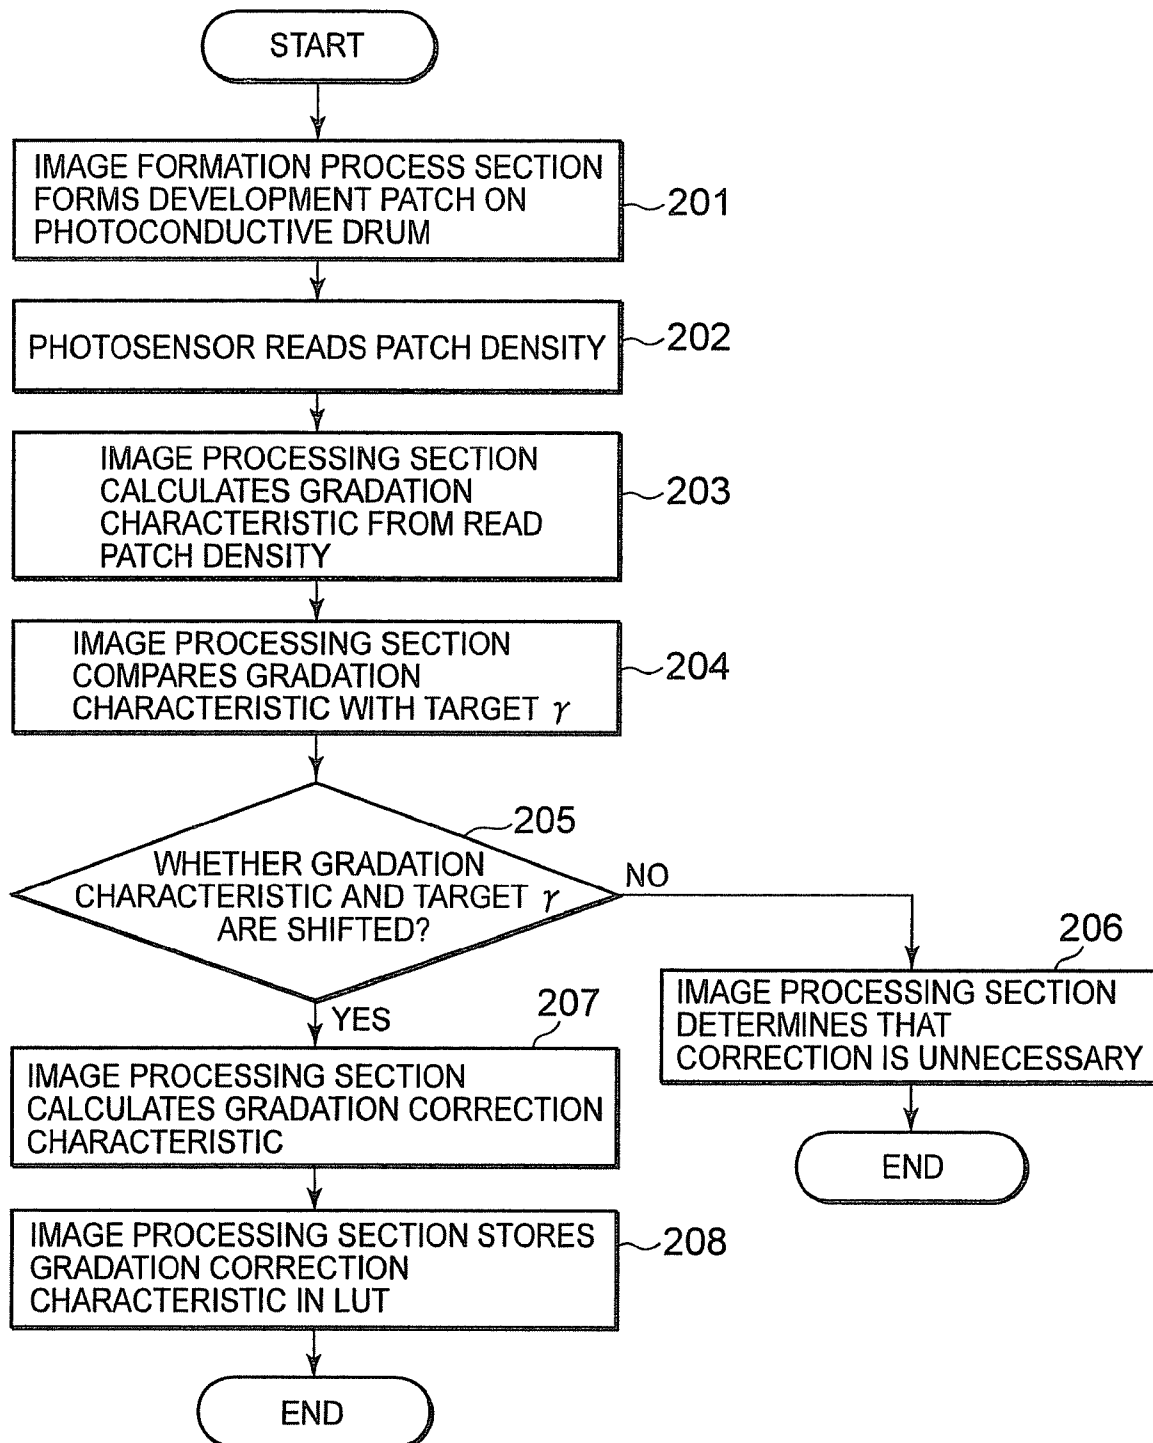 START
IMAGE FORMATION PROCESS SECTION
FORMS DEVELOPMENT PATCH ON
PHOTOCONDUCTIVE DRUM
201
PHOTOSENSOR READS PATCH DENSITY
202
IMAGE PROCESSING SECTION
CALCULATES GRADATION
CHARACTERISTIC FROM READ
PATCH DENSITY
203
IMAGE PROCESSING SECTION
COMPARES GRADATION
CHARACTERISTIC WITH TARGET γ
204
205
WHETHER GRADATION
CHARACTERISTIC AND TARGET γ
ARE SHIFTED?
NO
206
IMAGE PROCESSING SECTION
DETERMINES THAT
CORRECTION IS UNNECESSARY
END
YES
207
IMAGE PROCESSING SECTION
CALCULATES GRADATION CORRECTION
CHARACTERISTIC
IMAGE PROCESSING SECTION STORES
GRADATION CORRECTION
CHARACTERISTIC IN LUT
208
END